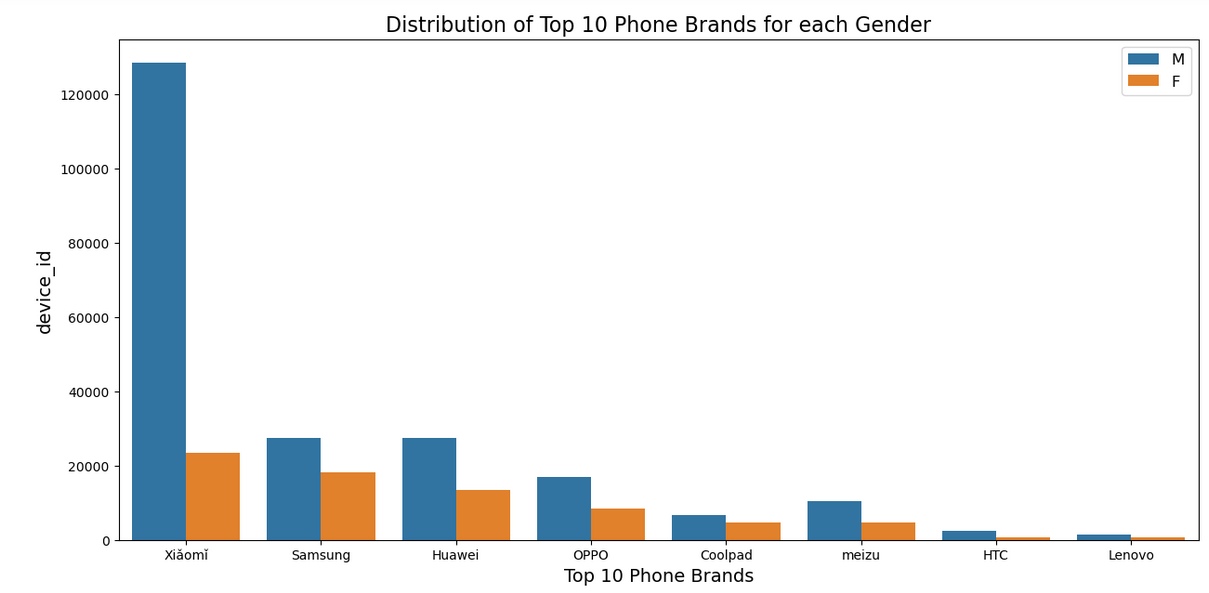 Distribution of Top 10 Phone Brands for each Gender
M
F
120000
100000
80000
60000
40000
20000
0
device_id
Xiǎomǐ Samsung Huawei OPPO Coolpad meizu HTC Lenovo
Top 10 Phone Brands